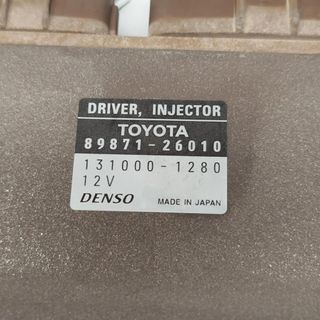 DRIVER, INJECTOR
TOYOTA
89871-26010
131000-1280
12V
DENSO MADE IN JAPAN